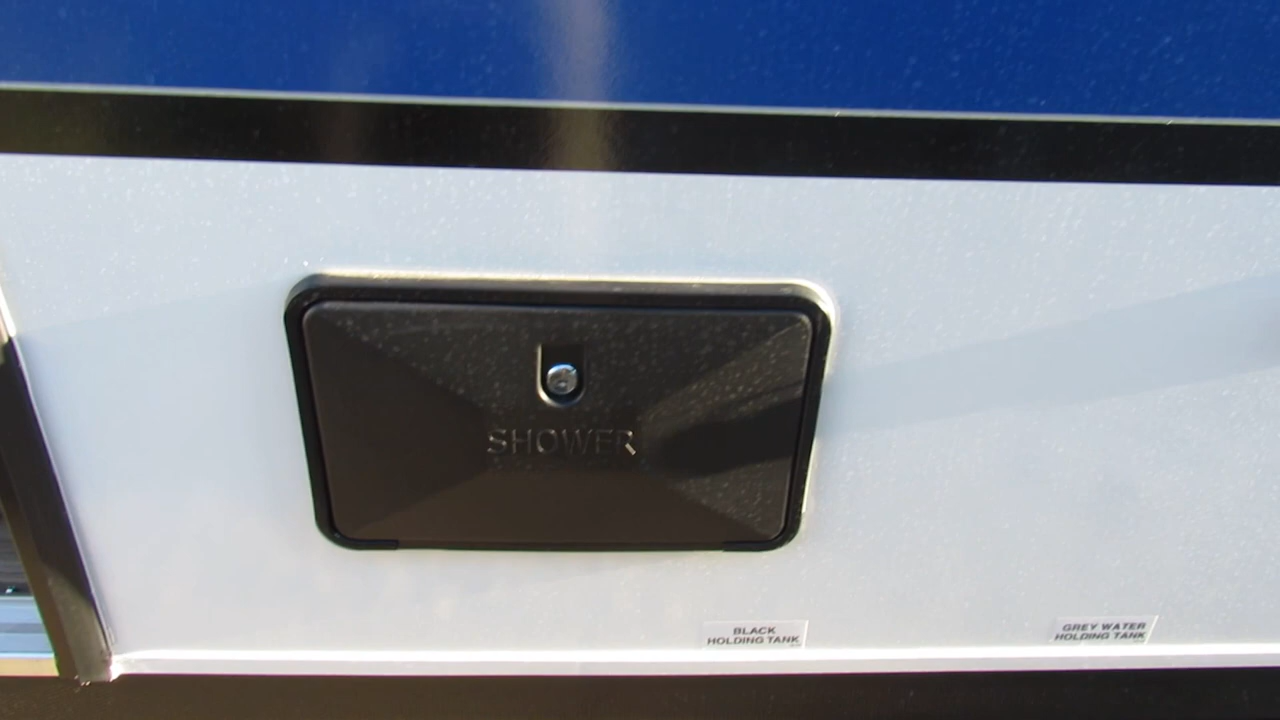 SHOWER
BLACK
HOLDING TANK
GREY WATER
HOLDING TANK